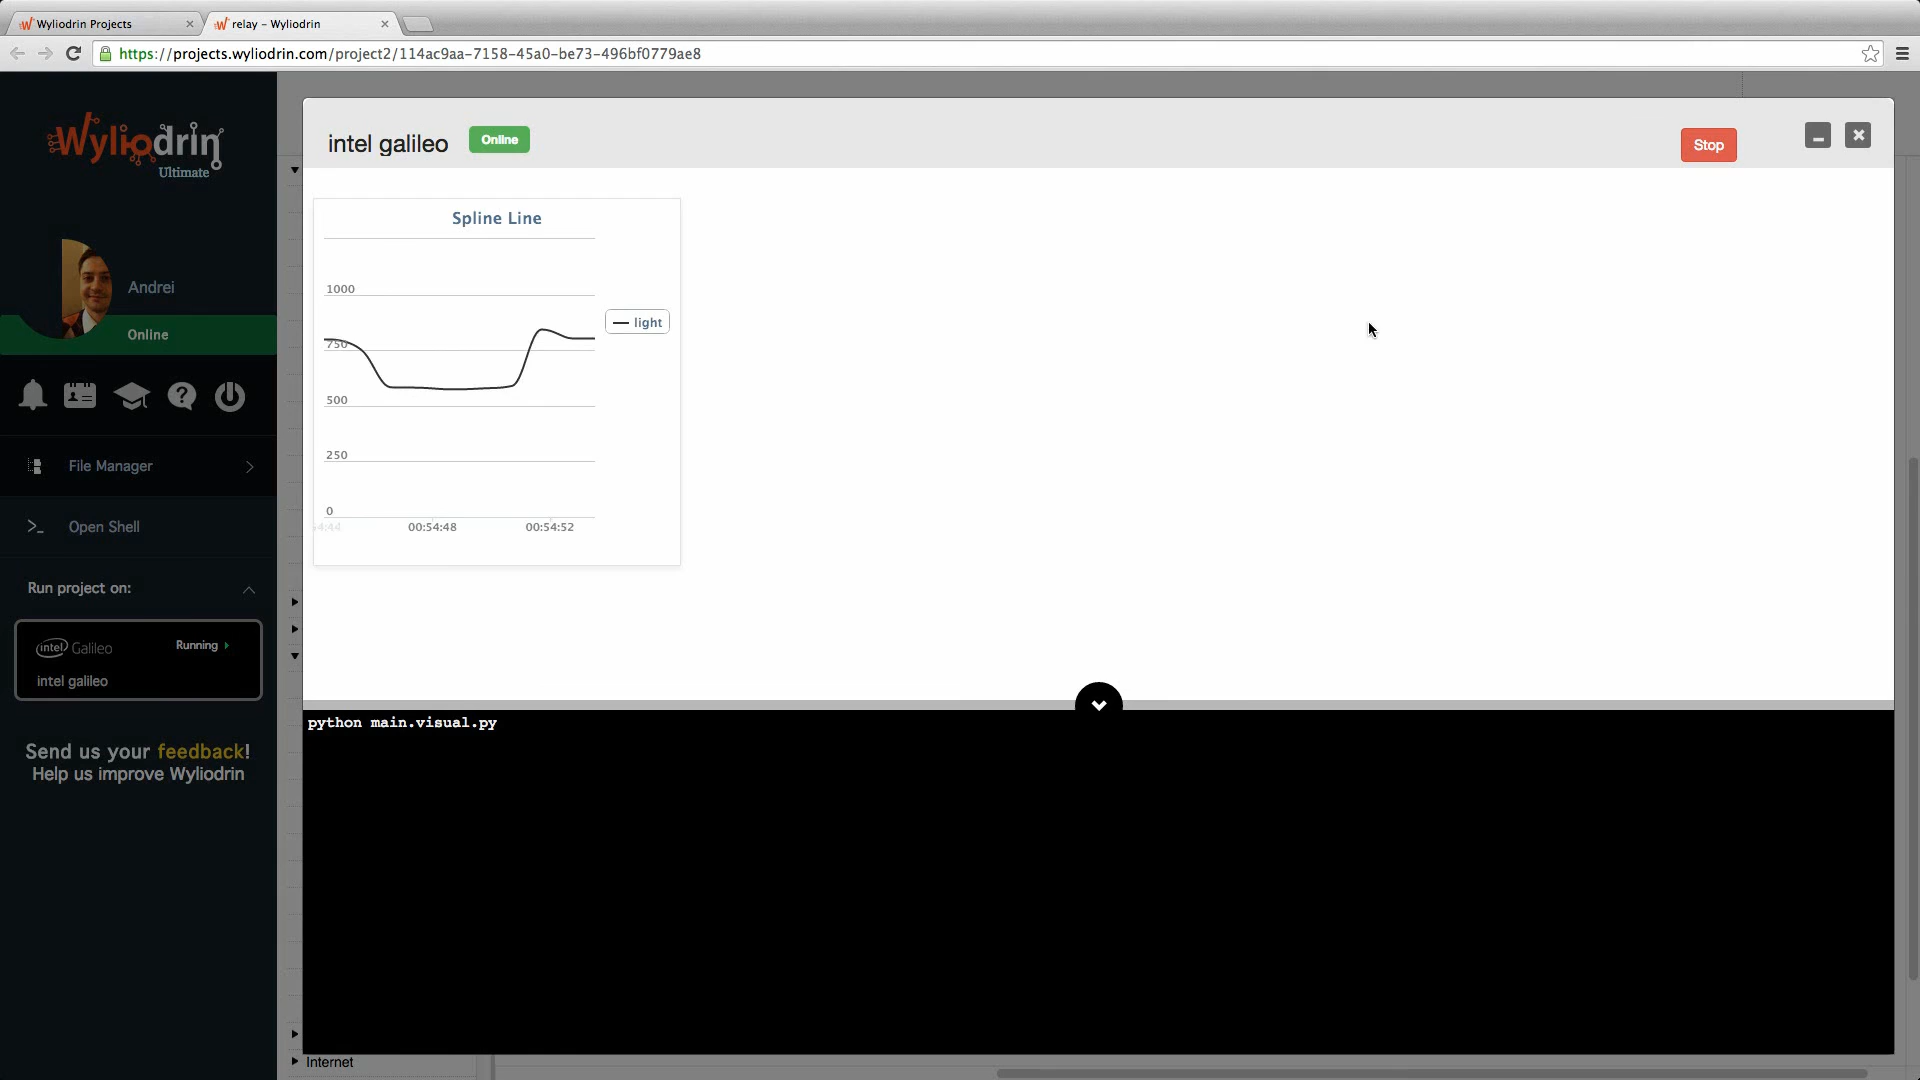 Wyliodrin Projects
relay – Wyliodrin
https://projects.wyliodrin.com/project2/114ac9aa-7158-45a0-be73-496bf0779ae8
Wyliodrin
Ultimate
Andrei
Online
File Manager
Open Shell
Run project on:
intel Galileo
Running
intel galileo
Send us your feedback!
Help us improve Wyliodrin
intel galileo
Online
Stop
Spline Line
1000
750
500
250
0
light
54:44
00:54:48
00:54:52
python main.visual.py
Internet